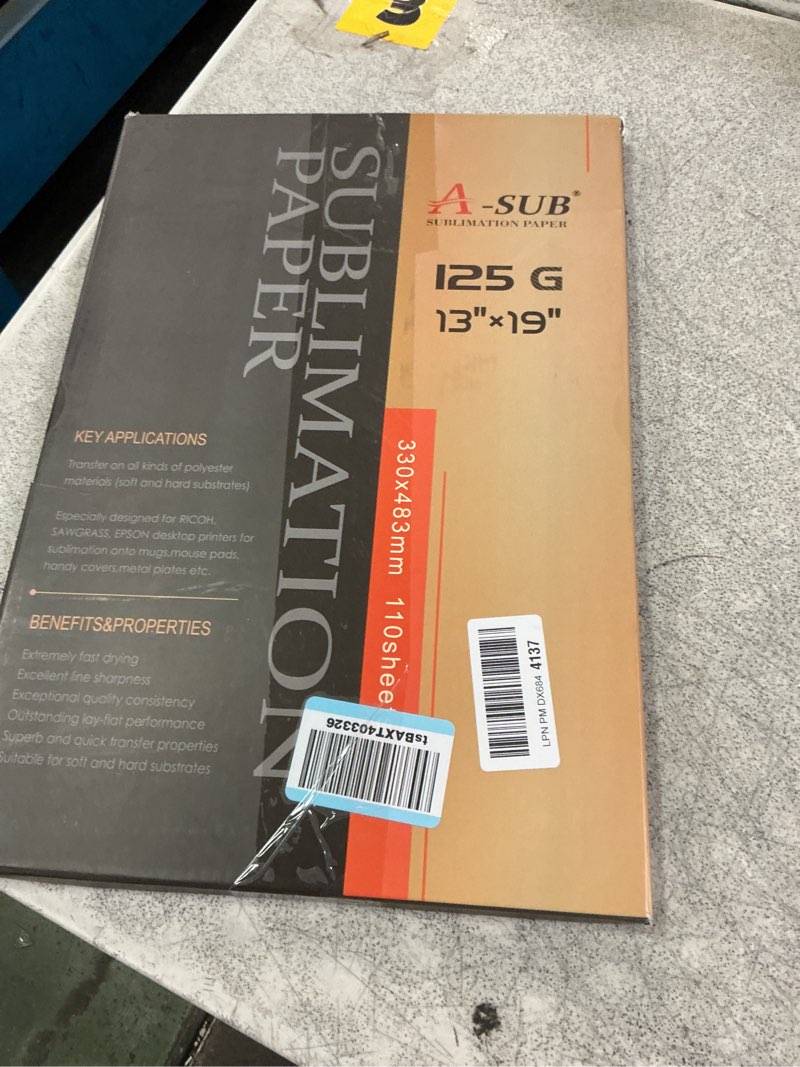 3
SUBLIMATION
PAPER
A-SUB®
SUBLIMATION PAPER
125 G
13"×19"
KEY APPLICATIONS
Transfer on all kinds of polyester
materials (soft and hard substrates)
Especially designed for RICOH,
SAWGRASS, EPSON desktop printers for
sublimation onto mugs,mouse pads,
handy covers,metal plates etc.
BENEFITS&PROPERTIES
Extremely fast drying
Excellent line sharpness
Exceptional quality consistency
Outstanding lay-flat performance
Superb and quick transfer properties
Suitable for soft and hard substrates
330x483mm 110shee
LPN PM DX684 4137
tsBAXT403326